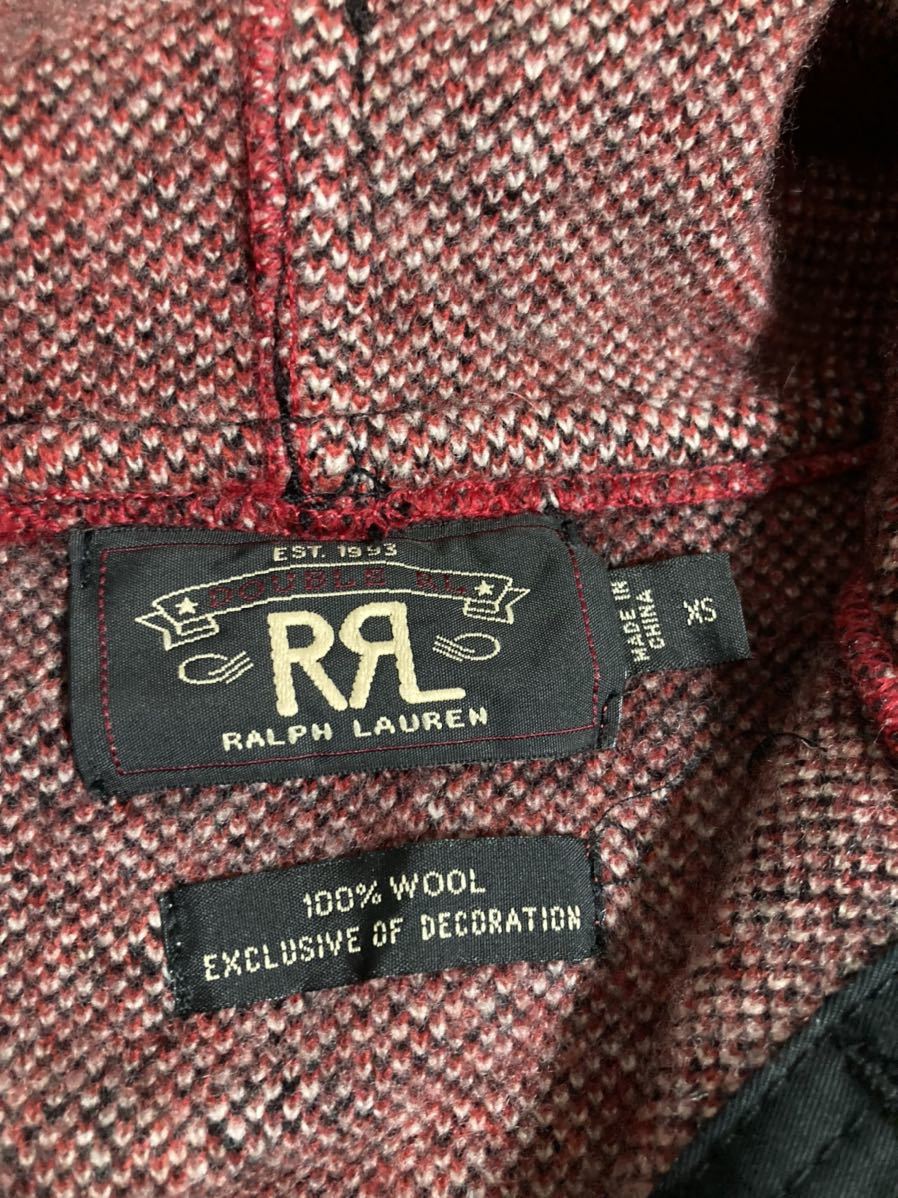 EST. 1993
DOUBLE RL
RRL
RALPH LAUREN
MADE IN
CHINA
XS
100% WOOL
EXCLUSIVE OF DECORATION